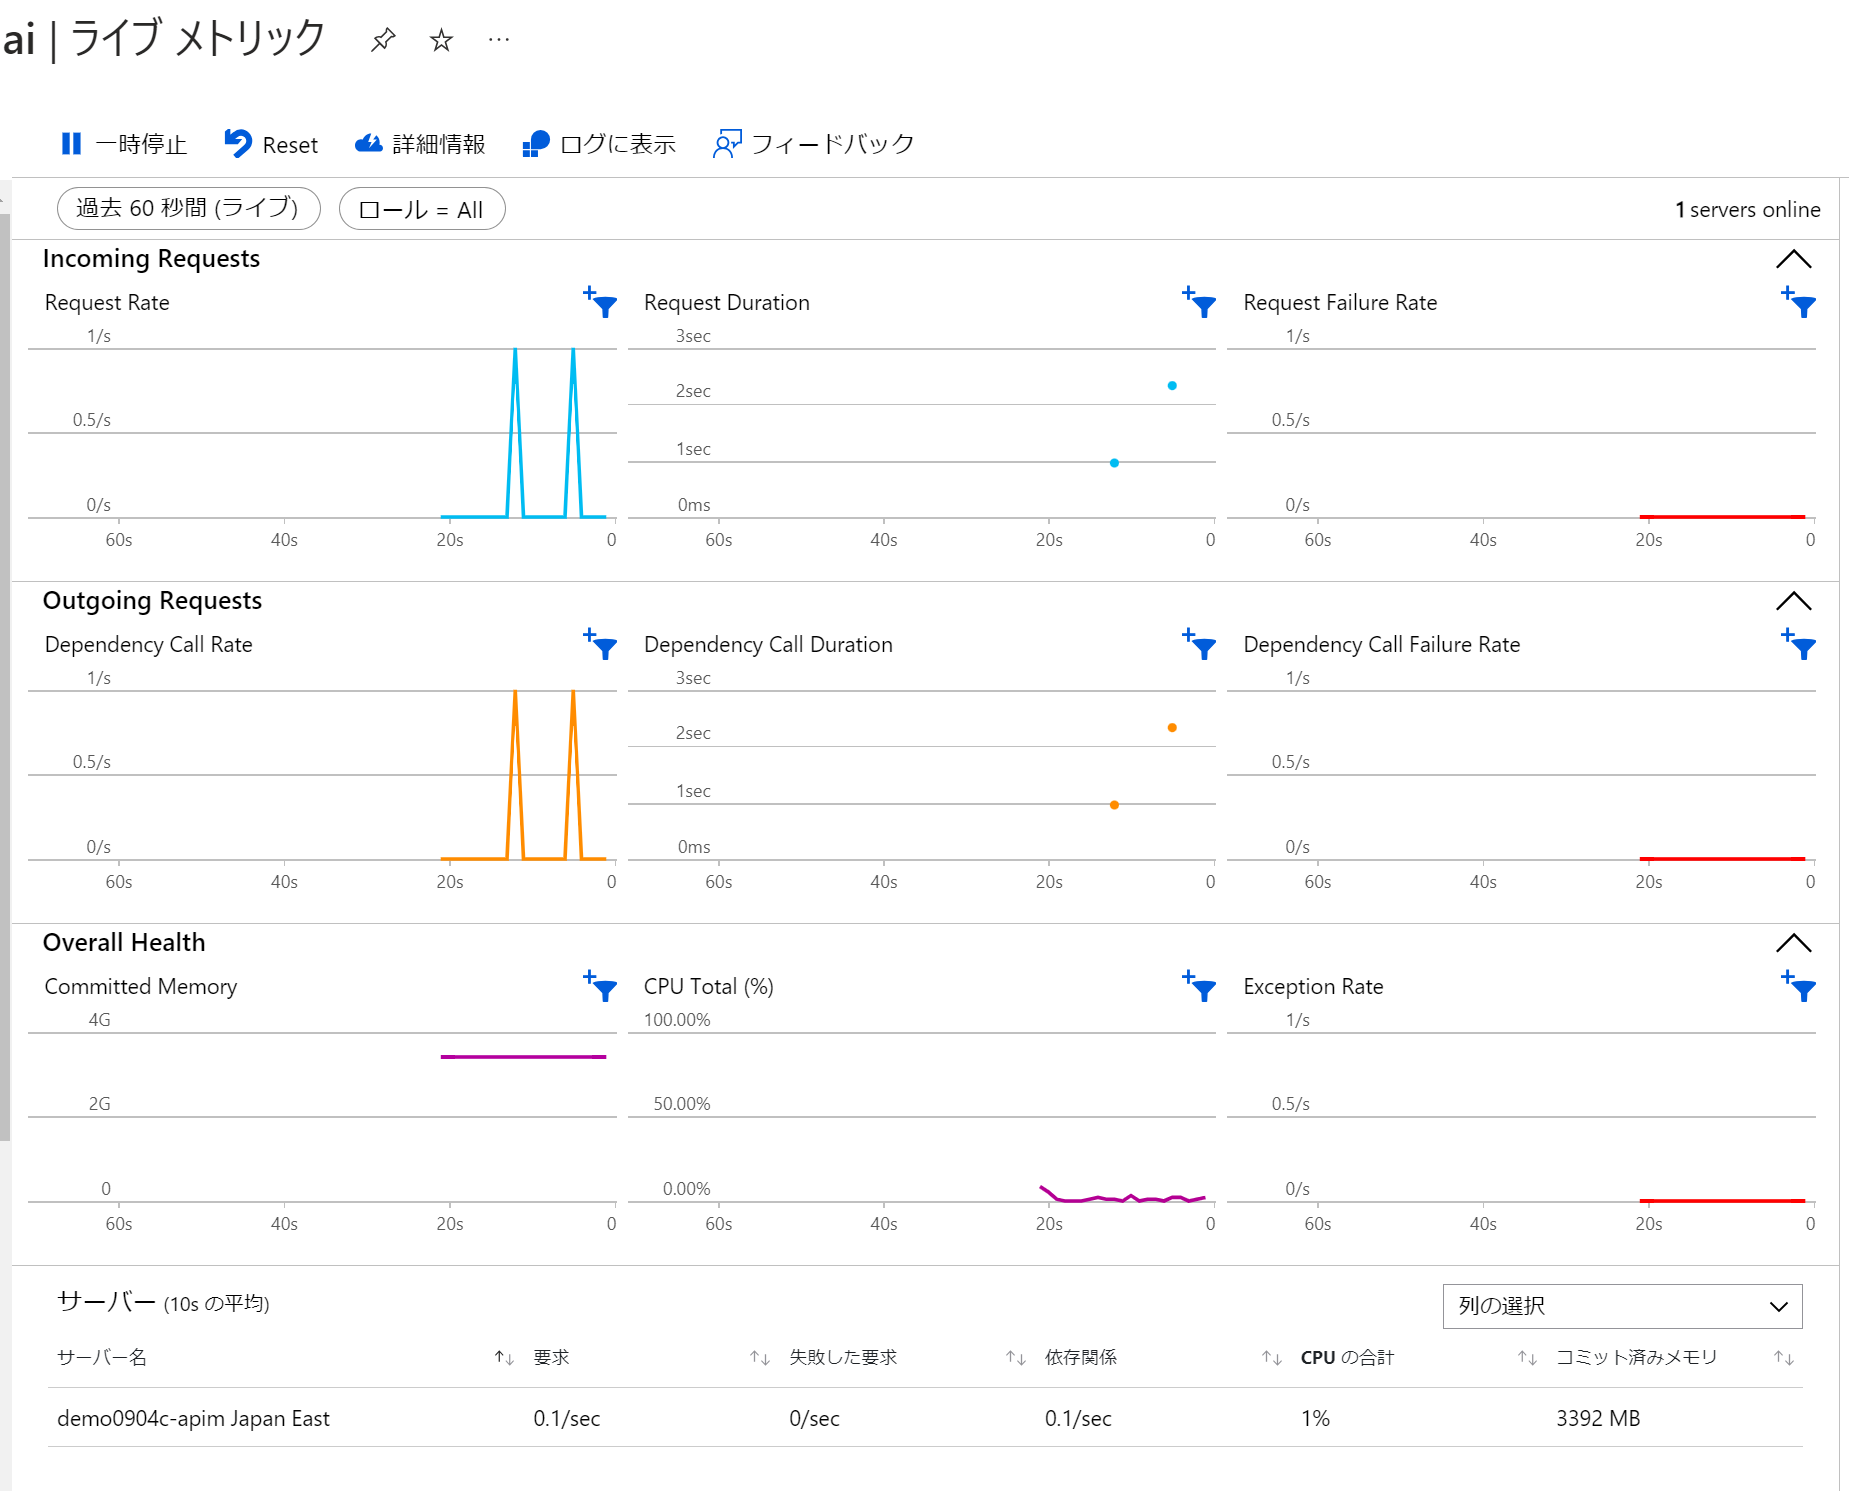 ai | ライブ メトリック
一時停止 Reset 詳細情報 ログに表示 フィードバック
過去 60 秒間 (ライブ) ロール = All 1 servers online
Incoming Requests
Request Rate
1/s
0.5/s
0/s
60s 40s 20s 0
Request Duration
3sec
2sec
1sec
0ms
60s 40s 20s 0
Request Failure Rate
1/s
0.5/s
0/s
60s 40s 20s 0
Outgoing Requests
Dependency Call Rate
1/s
0.5/s
0/s
60s 40s 20s 0
Dependency Call Duration
3sec
2sec
1sec
0ms
60s 40s 20s 0
Dependency Call Failure Rate
1/s
0.5/s
0/s
60s 40s 20s 0
Overall Health
Committed Memory
4G
2G
0
60s 40s 20s 0
CPU Total (%)
100.00%
50.00%
0.00%
60s 40s 20s 0
Exception Rate
1/s
0.5/s
0/s
60s 40s 20s 0
サーバー (10s の平均) 列の選択
サーバー名 要求 失敗した要求 依存関係 CPU の合計 コミット済みメモリ
demo0904c-apim Japan East 0.1/sec 0/sec 0.1/sec 1% 3392 MB